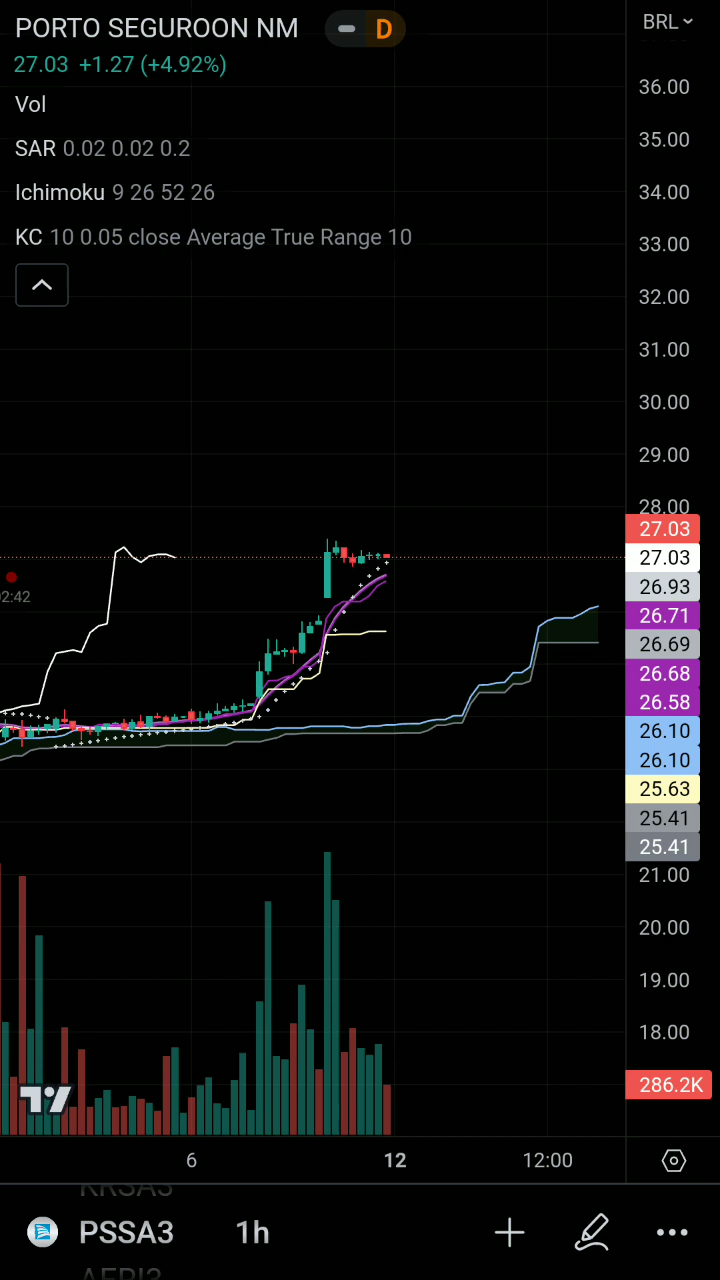 PORTO SEGUROON NM
D
BRL
27.03 +1.27 (+4.92%)
Vol
SAR 0.02 0.02 0.2
Ichimoku 9 26 52 26
KC 10 0.05 close Average True Range 10
36.00
35.00
34.00
33.00
32.00
31.00
30.00
29.00
28.00
27.03
27.03
26.93
26.71
26.69
26.68
26.58
26.10
26.10
25.63
25.41
25.41
21.00
20.00
19.00
18.00
286.2K
2:42
6
12
12:00
KRSA3
PSSA3
1h